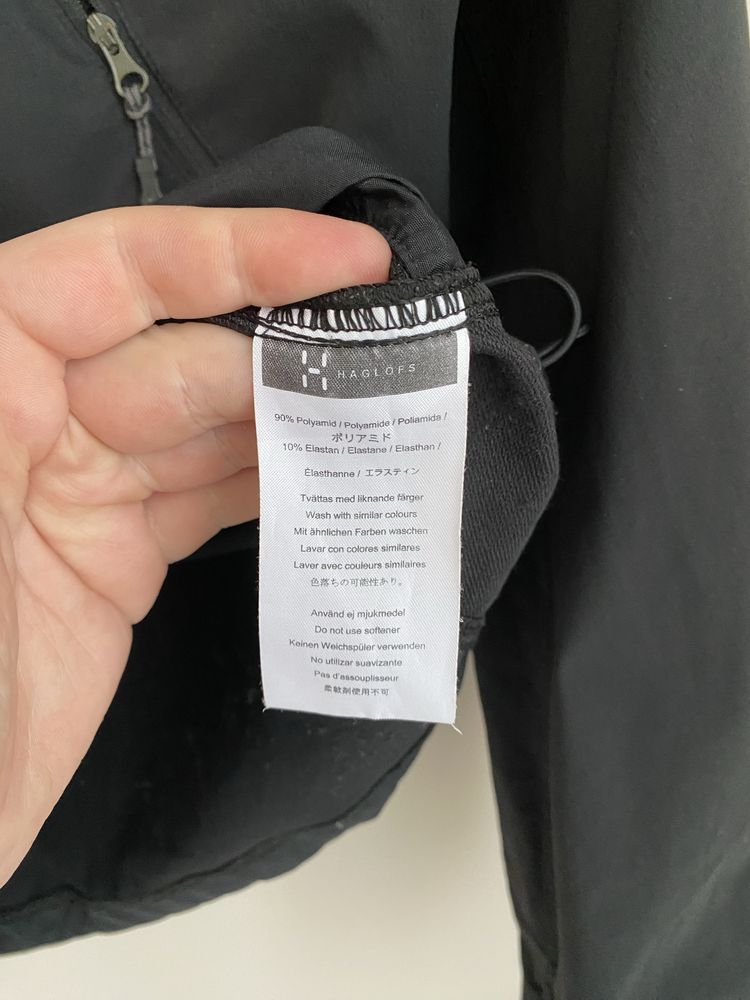 HAGLÖFS
90% Polyamid / Polyamide / Poliamida /
ポリアミド
10% Elastan / Elastane / Elasthan /
Élasthanne / エラスティン
Tvättas med liknande färger
Wash with similar colours
Mit ähnlichen Farben waschen
Lavar con colores similares
Laver avec couleurs similaires
色落ちの可能性あり。
Använd ej mjukmedel
Do not use softener
Keinen Weichspüler verwenden
No utilizar suavizante
Pas d'assouplisseur
柔軟剤使用不可